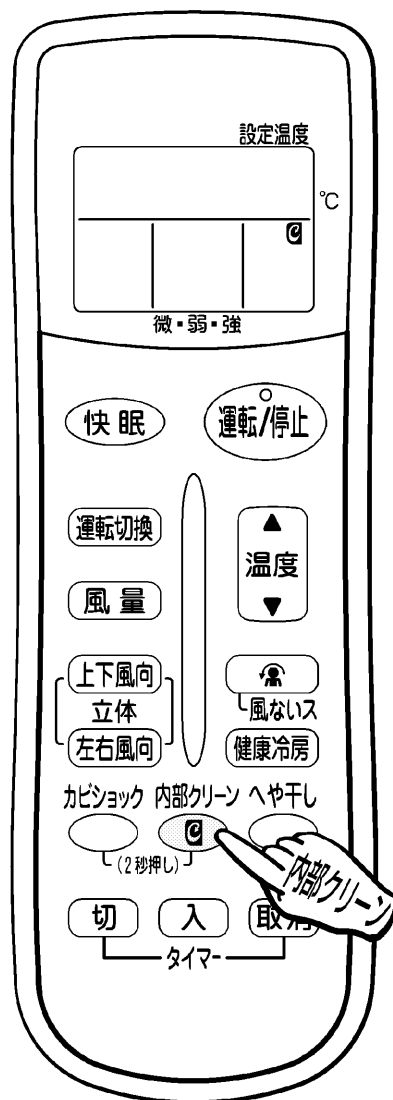 設定温度
℃
微・弱・強
快眠 運転/停止
運転切換
▲
温度
▼
風量
上下風向
立体
左右風向
風ないス
健康冷房
カビショック 内部クリーン へや干し
(2秒押し)
内部クリーン
切 入 取消
タイマー